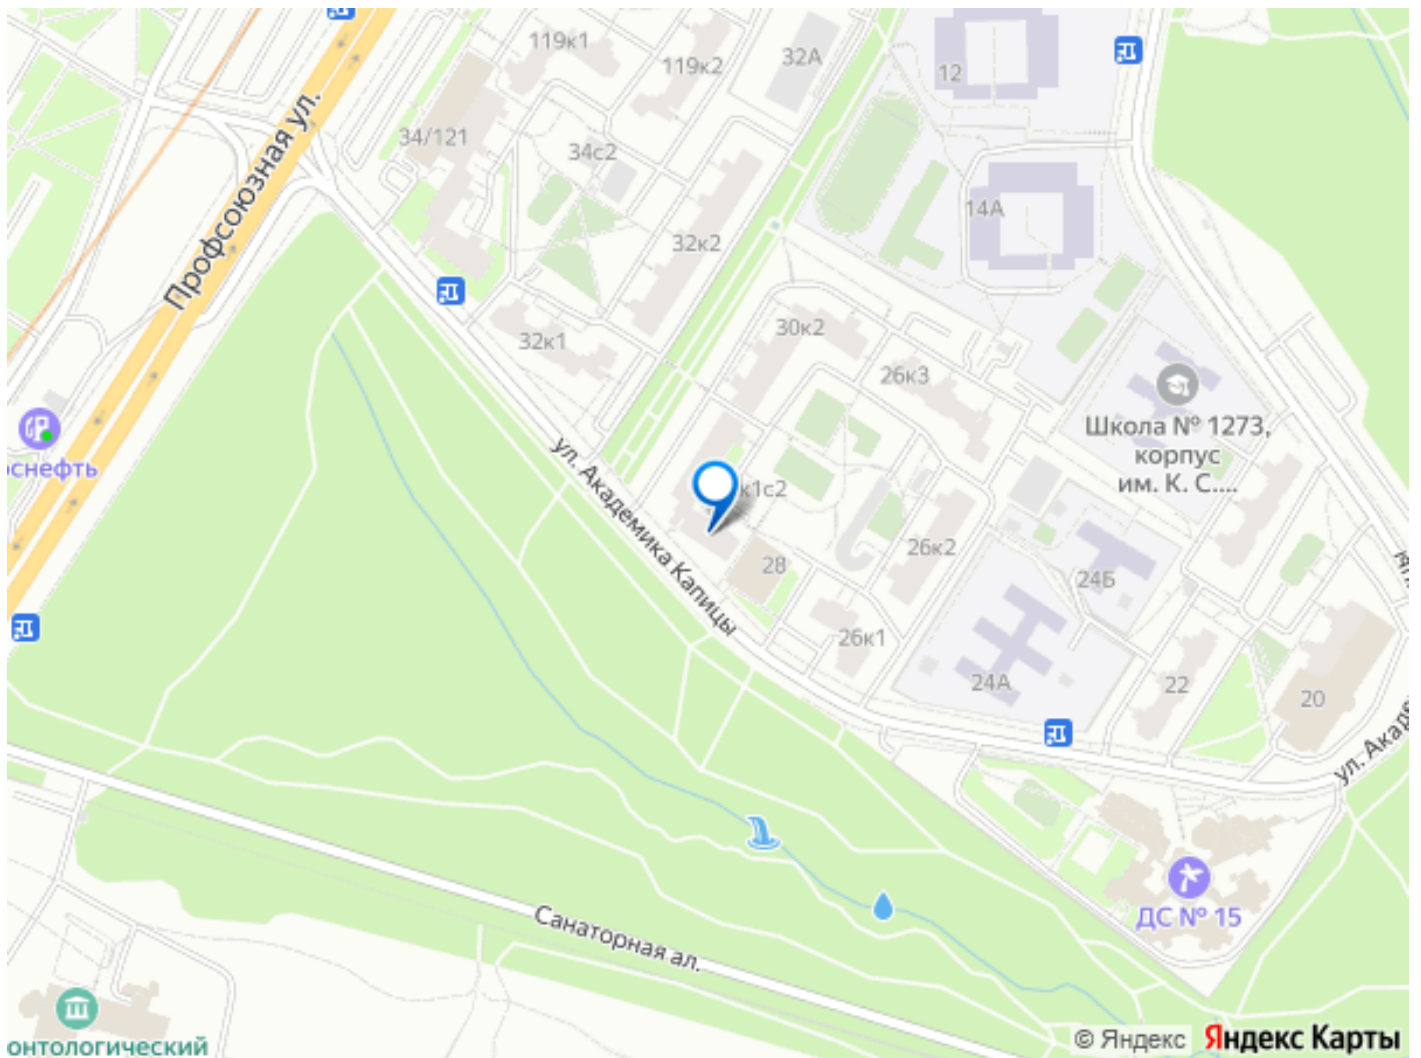 119к1
119к2
32А
12
Профсоюзная ул.
34/121
34с2
14А
32к2
32к1
30к2
26к3
Школа № 1273,
корпус
им. К. С....
ул. Академика Капицы
к1с2
28
26к2
24Б
26к1
24А
22
20
ул. Акаде
оснефть
ДС № 15
Санаторная ал.
онтологический
© Яндекс Яндекс Карты